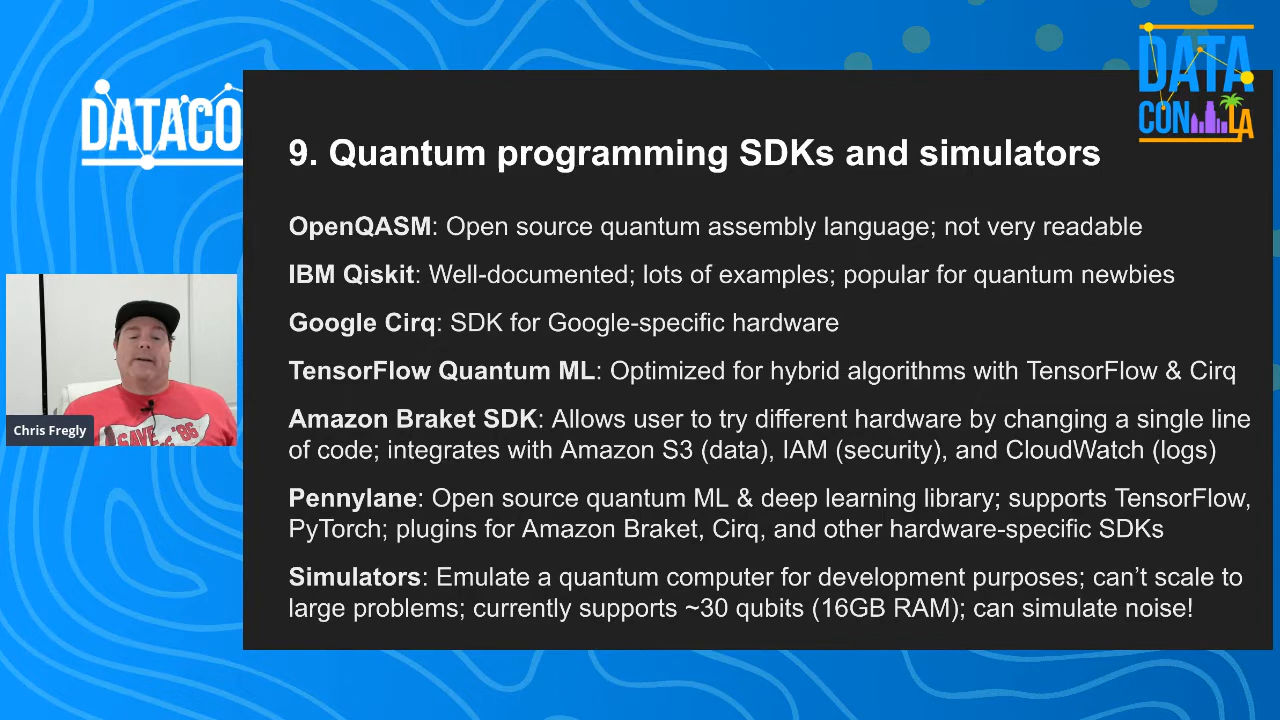 DATACO
DATA
CON LA
9. Quantum programming SDKs and simulators
OpenQASM: Open source quantum assembly language; not very readable
IBM Qiskit: Well-documented; lots of examples; popular for quantum newbies
Google Cirq: SDK for Google-specific hardware
TensorFlow Quantum ML: Optimized for hybrid algorithms with TensorFlow & Cirq
Amazon Braket SDK: Allows user to try different hardware by changing a single line
of code; integrates with Amazon S3 (data), IAM (security), and CloudWatch (logs)
Pennylane: Open source quantum ML & deep learning library; supports TensorFlow,
PyTorch; plugins for Amazon Braket, Cirq, and other hardware-specific SDKs
Simulators: Emulate a quantum computer for development purposes; can’t scale to
large problems; currently supports ~30 qubits (16GB RAM); can simulate noise!
Chris Fregly
SAVE
'86